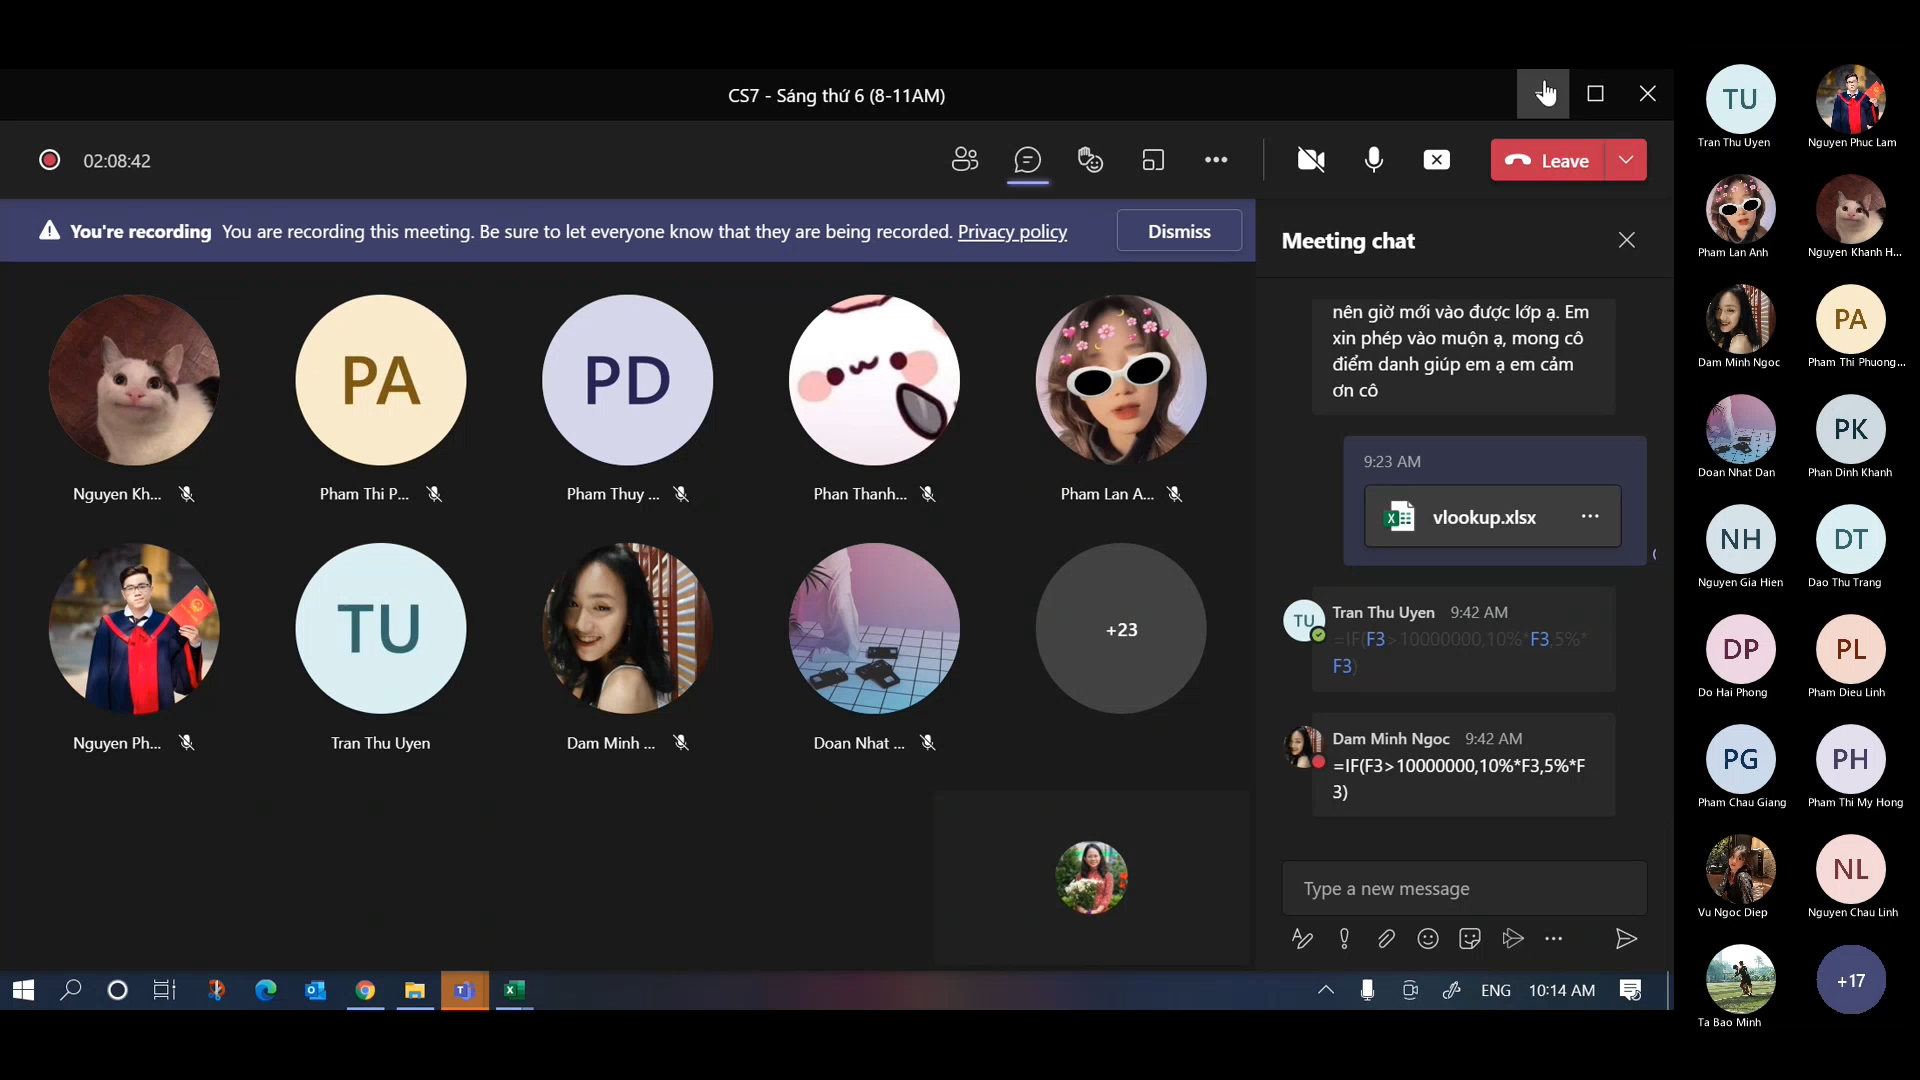 CS7 - Sáng thứ 6 (8-11AM)
02:08:42
Leave
You're recording You are recording this meeting. Be sure to let everyone know that they are being recorded. Privacy policy
Dismiss
PA
PD
Nguyen Kh...
Pham Thi P...
Pham Thuy ...
Phan Thanh...
Pham Lan A...
TU
+23
Nguyen Ph...
Tran Thu Uyen
Dam Minh ...
Doan Nhat ...
Meeting chat
nên giờ mới vào được lớp ạ. Em
xin phép vào muộn ạ, mong cô
điểm danh giúp em ạ em cảm
ơn cô
9:23 AM
vlookup.xlsx
TU
Tran Thu Uyen 9:42 AM
=IF(F3>10000000,10%*F3,5%*
F3)
Dam Minh Ngoc 9:42 AM
=IF(F3>10000000,10%*F3,5%*F
3)
Type a new message
ENG
10:14 AM
TU
Tran Thu Uyen
Nguyen Phuc Lam
Pham Lan Anh
Nguyen Khanh H...
PA
Dam Minh Ngoc
Pham Thi Phuong...
PK
Doan Nhat Dan
Phan Dinh Khanh
NH
DT
Nguyen Gia Hien
Dao Thu Trang
DP
PL
Do Hai Phong
Pham Dieu Linh
PG
PH
Pham Chau Giang
Pham Thi My Hong
NL
Vu Ngoc Diep
Nguyen Chau Linh
+17
Ta Bao Minh